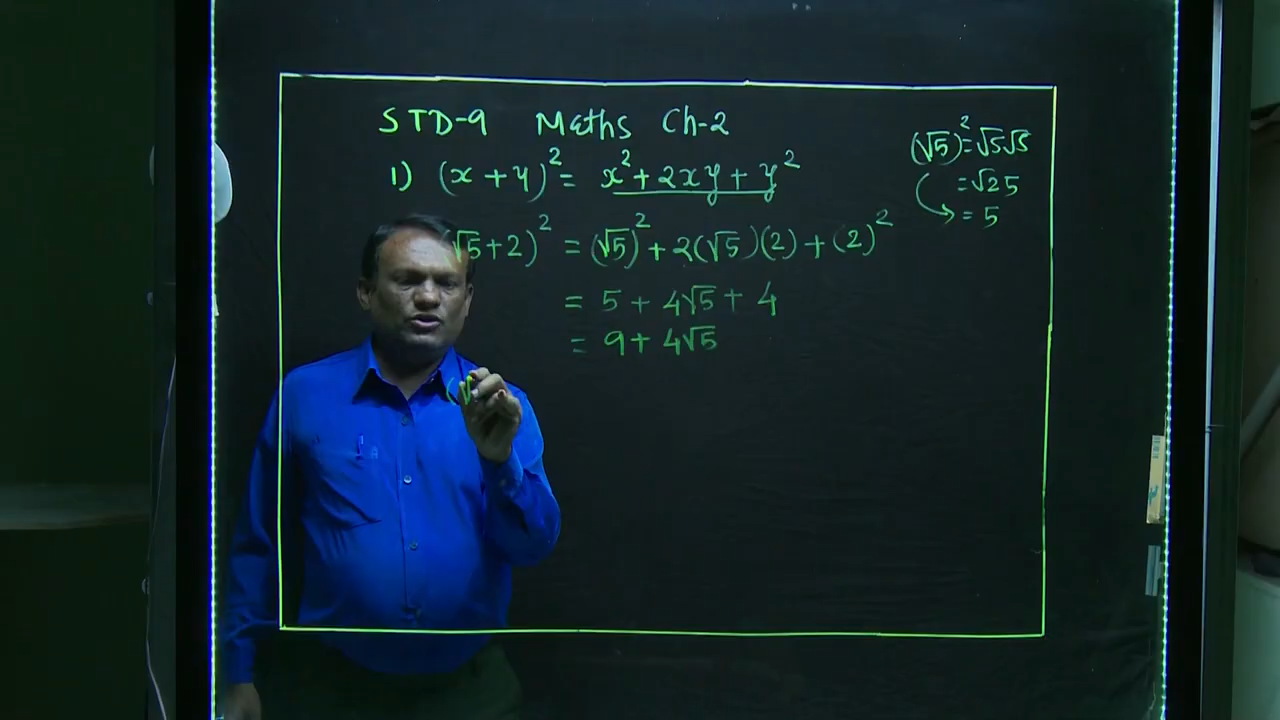 STD-9 Maths Ch-2
1) (x + y)² = x² + 2xy + y²
√5+2)² = (√5)² + 2(√5)(2) + (2)²
= 5 + 4√5 + 4
= 9 + 4√5
(√
(√5)² = √5√5
= √25
= 5